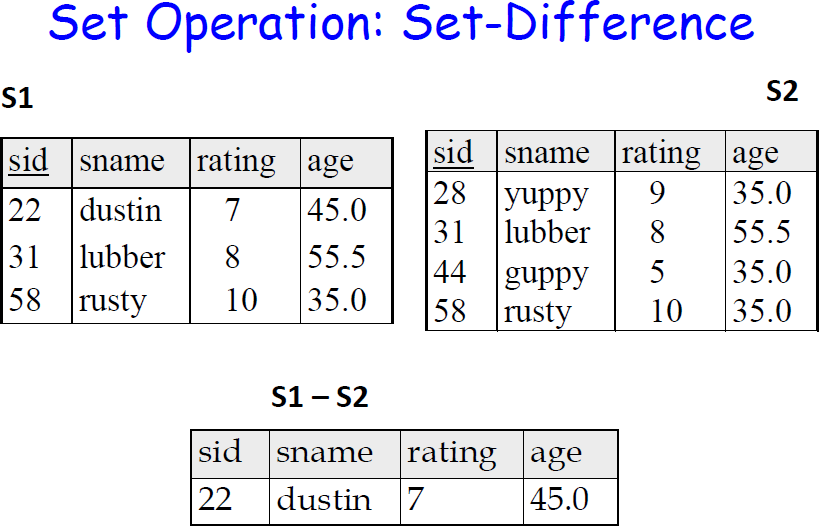 Set Operation: Set-Difference
S1
sid sname rating age
22 dustin 7 45.0
31 lubber 8 55.5
58 rusty 10 35.0
S2
sid sname rating age
28 yuppy 9 35.0
31 lubber 8 55.5
44 guppy 5 35.0
58 rusty 10 35.0
S1 – S2
sid sname rating age
22 dustin 7 45.0